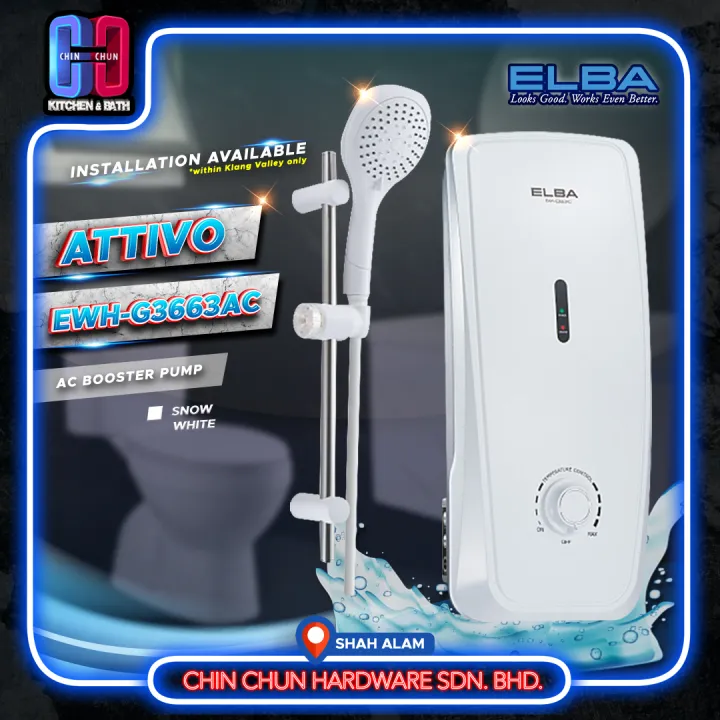 CHIN CHUN
KITCHEN & BATH
ELBA
Looks Good. Works Even Better.
INSTALLATION AVAILABLE
*within Klang Valley only
ATTIVO
EWH-G3663AC
AC BOOSTER PUMP
SNOW
WHITE
ELBA
TEMPERATURE CONTROL
ON
OFF
MAX
SHAH ALAM
CHIN CHUN HARDWARE SDN. BHD.